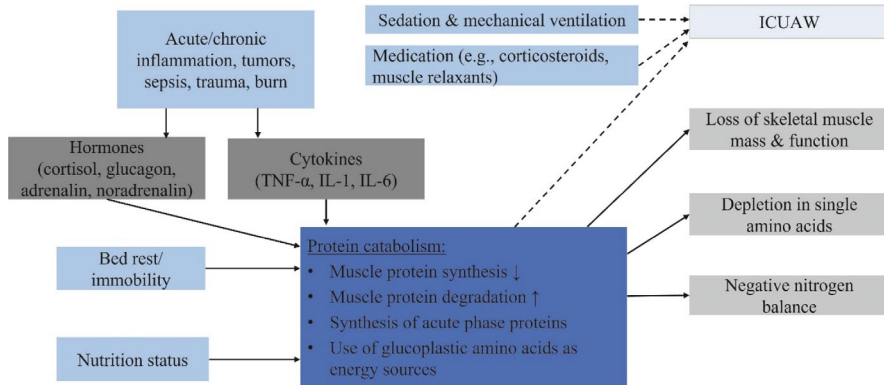 Acute/chronic
inflammation, tumors,
sepsis, trauma, burn
Sedation & mechanical ventilation
Medication (e.g., corticosteroids,
muscle relaxants)
ICUAW
Hormones
(cortisol, glucagon,
adrenalin, noradrenalin)
Cytokines
(TNF-α, IL-1, IL-6)
Loss of skeletal muscle
mass & function
Depletion in single
amino acids
Negative nitrogen
balance
Bed rest/
immobility
Nutrition status
Protein catabolism:
• Muscle protein synthesis ↓
• Muscle protein degradation ↑
• Synthesis of acute phase proteins
• Use of glucoplastic amino acids as
energy sources